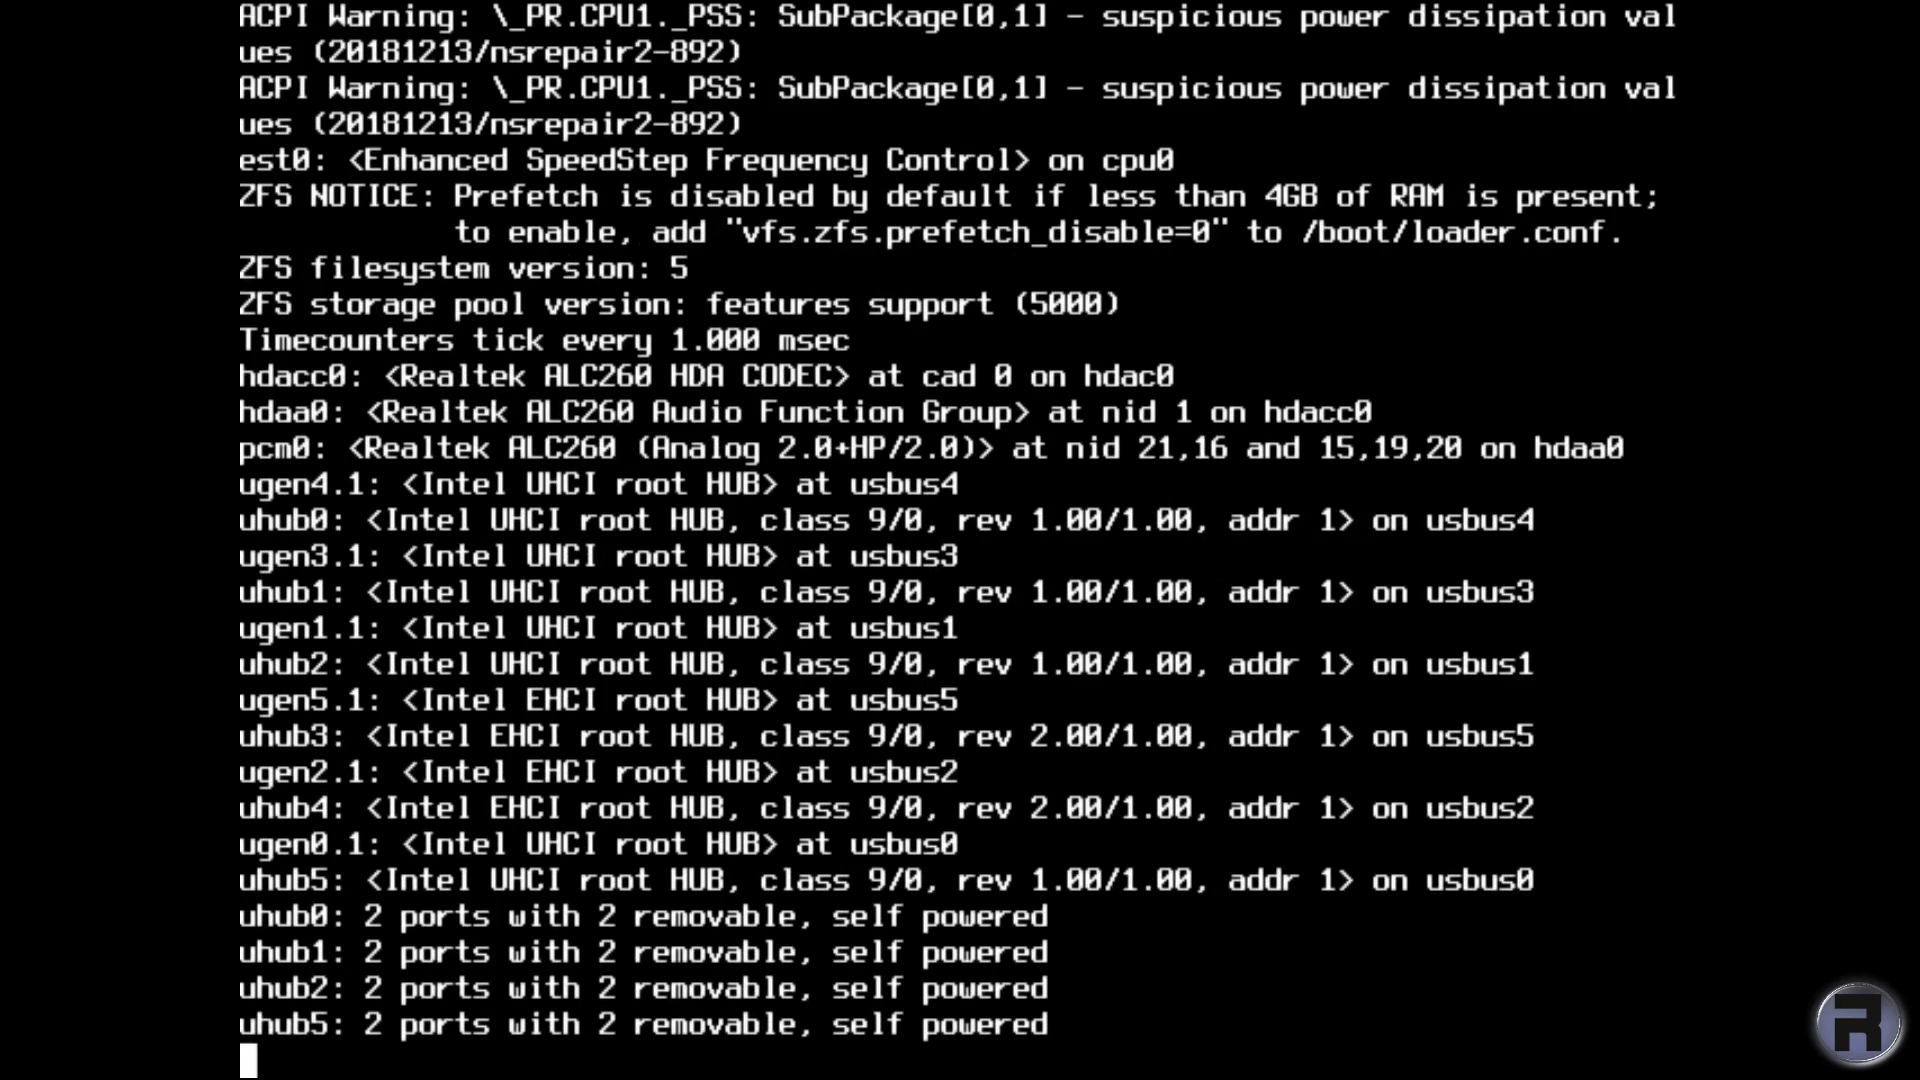 ACPI Warning: \_PR.CPU1._PSS: SubPackage[0,1] - suspicious power dissipation val
ues (20181213/nsrepair2-892)
ACPI Warning: \_PR.CPU1._PSS: SubPackage[0,1] - suspicious power dissipation val
ues (20181213/nsrepair2-892)
est0: <Enhanced SpeedStep Frequency Control> on cpu0
ZFS NOTICE: Prefetch is disabled by default if less than 4GB of RAM is present;
            to enable, add "vfs.zfs.prefetch_disable=0" to /boot/loader.conf.
ZFS filesystem version: 5
ZFS storage pool version: features support (5000)
Timecounters tick every 1.000 msec
hdacc0: <Realtek ALC260 HDA CODEC> at cad 0 on hdac0
hdaa0: <Realtek ALC260 Audio Function Group> at nid 1 on hdacc0
pcm0: <Realtek ALC260 (Analog 2.0+HP/2.0)> at nid 21,16 and 15,19,20 on hdaa0
ugen4.1: <Intel UHCI root HUB> at usbus4
uhub0: <Intel UHCI root HUB, class 9/0, rev 1.00/1.00, addr 1> on usbus4
ugen3.1: <Intel UHCI root HUB> at usbus3
uhub1: <Intel UHCI root HUB, class 9/0, rev 1.00/1.00, addr 1> on usbus3
ugen1.1: <Intel UHCI root HUB> at usbus1
uhub2: <Intel UHCI root HUB, class 9/0, rev 1.00/1.00, addr 1> on usbus1
ugen5.1: <Intel EHCI root HUB> at usbus5
uhub3: <Intel EHCI root HUB, class 9/0, rev 2.00/1.00, addr 1> on usbus5
ugen2.1: <Intel EHCI root HUB> at usbus2
uhub4: <Intel EHCI root HUB, class 9/0, rev 2.00/1.00, addr 1> on usbus2
ugen0.1: <Intel UHCI root HUB> at usbus0
uhub5: <Intel UHCI root HUB, class 9/0, rev 1.00/1.00, addr 1> on usbus0
uhub0: 2 ports with 2 removable, self powered
uhub1: 2 ports with 2 removable, self powered
uhub2: 2 ports with 2 removable, self powered
uhub5: 2 ports with 2 removable, self powered
R